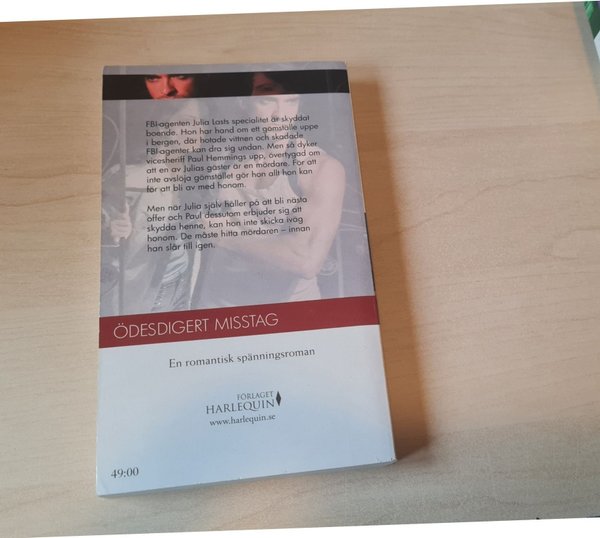 FBI-agenten Julia Lasts specialitet är skyddat
boende. Hon har hand om ett gömställe uppe
i bergen, där hotade vittnen och skadade
FBI-agenter kan dra sig undan. Men så dyker
vicesheriff Paul Hemmings upp, övertygad om
att en av Julias gäster är en mördare. För att
inte avslöja gömstället gör hon allt hon kan
för att bli av med honom.
Men när Julia själv håller på att bli nästa
offer och Paul dessutom erbjuder sig att
skydda henne, kan hon inte skicka iväg
honom. De måste hitta mördaren – innan
han slår till igen.
ÖDESDIGERT MISSTAG
En romantisk spänningsroman
FÖRLAGET
HARLEQUIN
www.harlequin.se
49:00